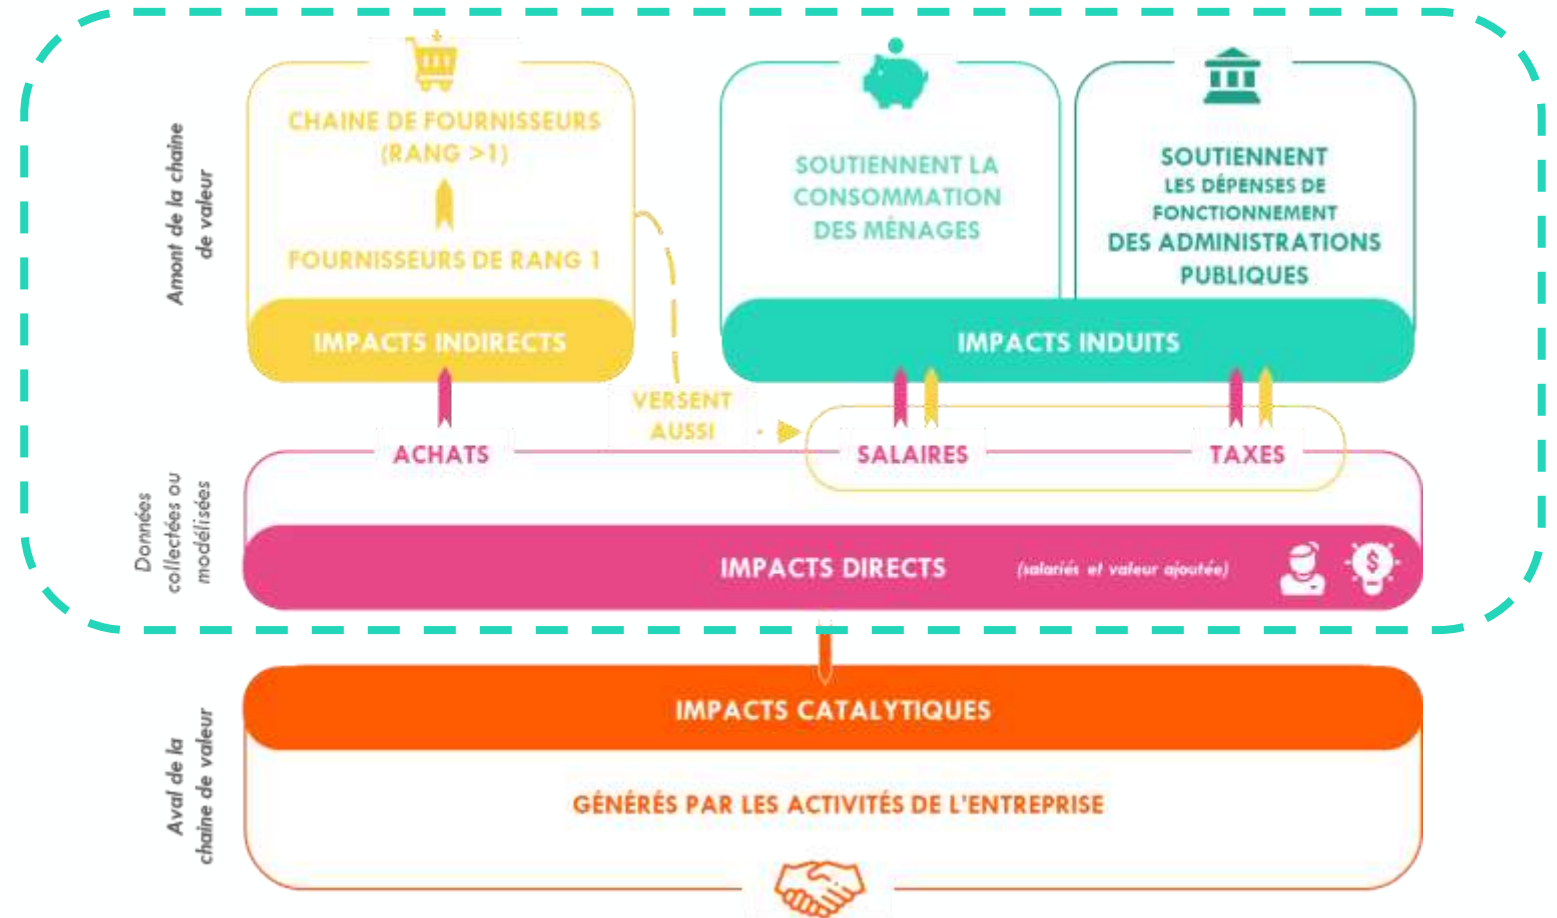 Amont de la chaine
de valeur
CHAINE DE FOURNISSEURS
(RANG >1)
FOURNISSEURS DE RANG 1
IMPACTS INDIRECTS
SOUTIENNENT LA
CONSOMMATION
DES MÉNAGES
SOUTIENNENT
LES DÉPENSES DE
FONCTIONNEMENT
DES ADMINISTRATIONS
PUBLIQUES
IMPACTS INDUITS
VERSENT
AUSSI
Données
collectées ou
modélisées
ACHATS
SALAIRES
TAXES
IMPACTS DIRECTS
(salariés et valeur ajoutée)
$
Aval de la
chaine de valeur
IMPACTS CATALYTIQUES
GÉNÉRÉS PAR LES ACTIVITÉS DE L'ENTREPRISE